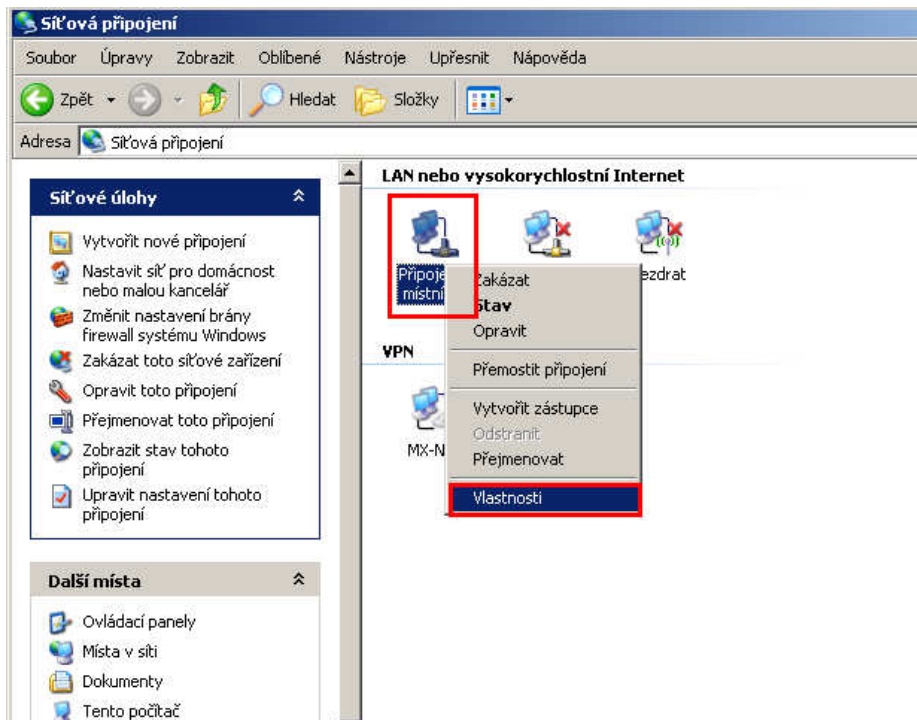 Síťová připojení
Soubor Úpravy Zobrazit Oblíbené Nástroje Upřesnit Nápověda
Zpět Hledat Složky
Adresa Síťová připojení
Síťové úlohy
Vytvořit nové připojení
Nastavit síť pro domácnost
nebo malou kancelář
Změnit nastavení brány
firewall systému Windows
Zakázat toto síťové zařízení
Opravit toto připojení
Přejmenovat toto připojení
Zobrazit stav tohoto
připojení
Upravit nastavení tohoto
připojení
Další místa
Ovládací panely
Místa v síti
Dokumenty
Tento počítač
LAN nebo vysokorychlostní Internet
Připoje
místní
ezdrat
VPN
MX-N
Zakázat
Stav
Opravit
Přemostit připojení
Vytvořit zástupce
Odstranit
Přejmenovat
Vlastnosti